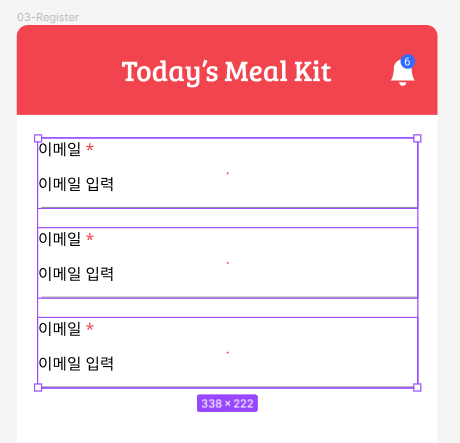 03-Register
Today's Meal Kit
6
이메일 *
이메일 입력
이메일 *
이메일 입력
이메일 *
이메일 입력
338 × 222